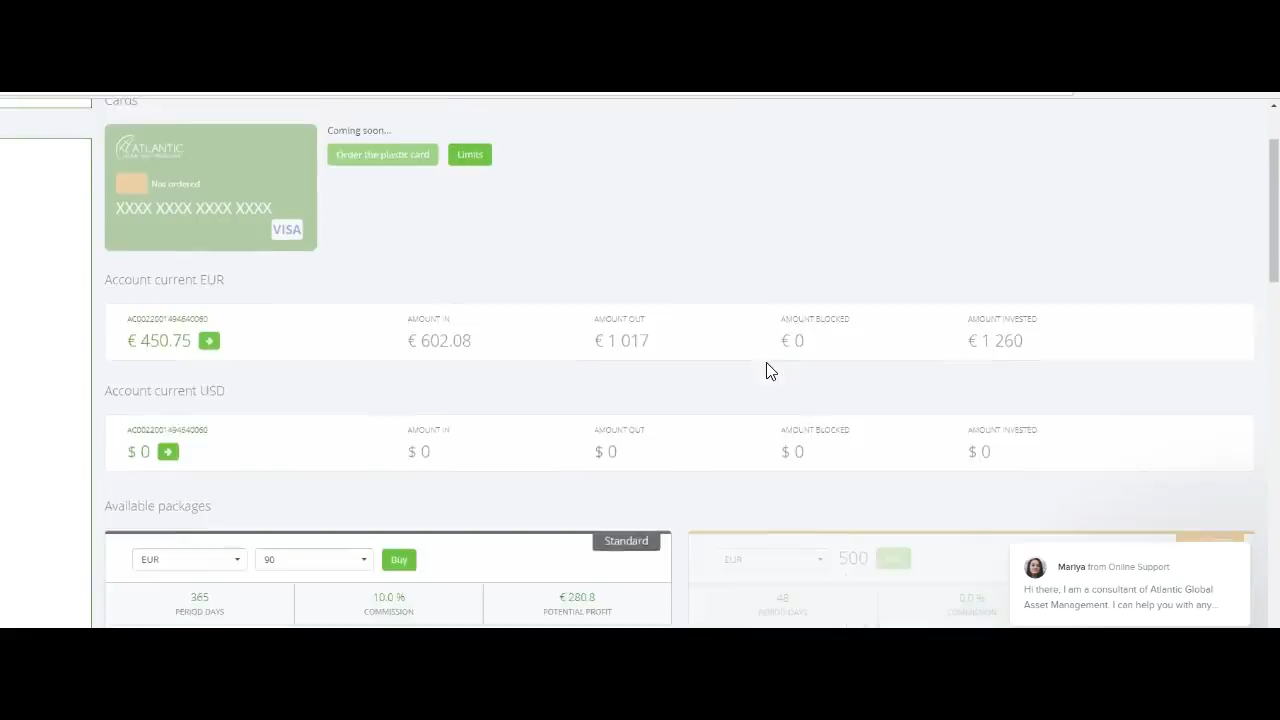 Cards
ATLANTIC
Coming soon...
Order the plastic card
Limits
Not ordered
XXXX XXXX XXXX XXXX
VISA
Account current EUR
AMOUNT IN
AMOUNT OUT
AMOUNT BLOCKED
AMOUNT INVESTED
€ 450.75
€ 602.08
€ 1 017
€ 0
€ 1 260
Account current USD
AMOUNT IN
AMOUNT OUT
AMOUNT BLOCKED
AMOUNT INVESTED
$ 0
$ 0
$ 0
$ 0
$ 0
Available packages
Standard
EUR
90
Buy
EUR
500
365
10.0 %
€ 280.8
PERIOD DAYS
COMMISSION
POTENTIAL PROFIT
48
0.0 %
PERIOD DAYS
COMMISSION
Mariya from Online Support
Hi there, I am a consultant of Atlantic Global
Asset Management. I can help you with any...